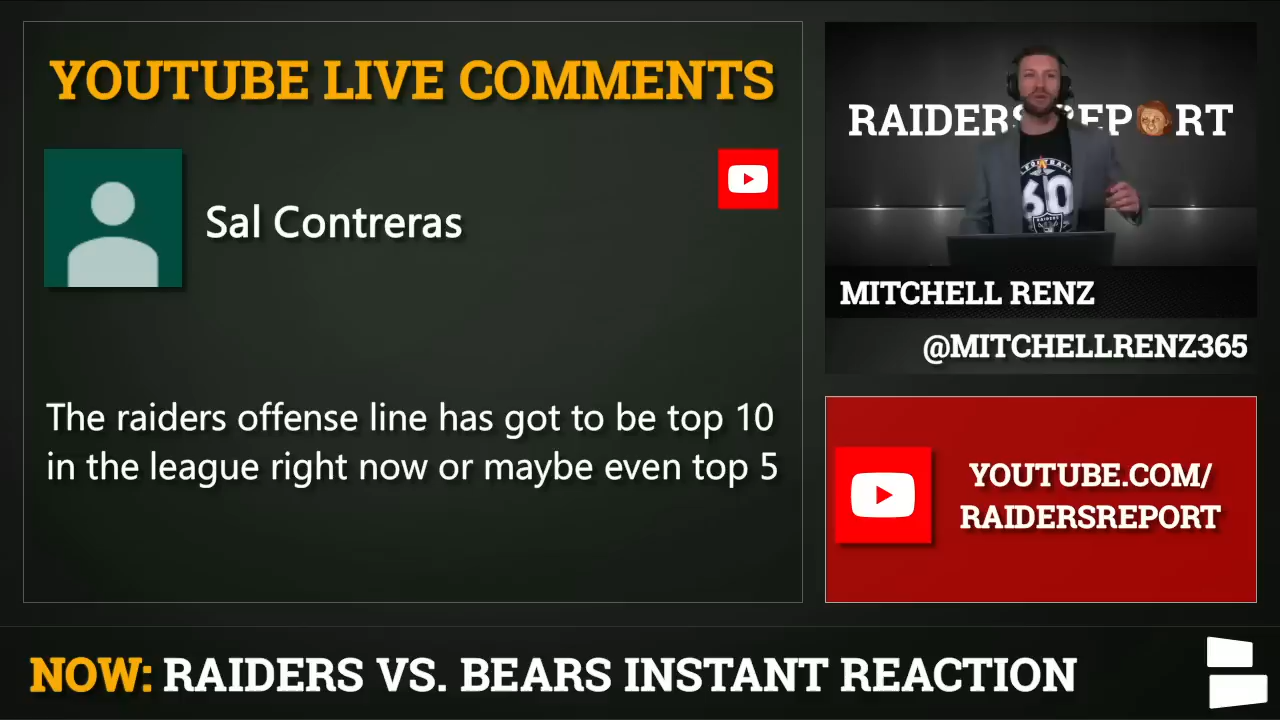 YOUTUBE LIVE COMMENTS
Sal Contreras
The raiders offense line has got to be top 10
in the league right now or maybe even top 5
RAIDERS REPORT
60
RAIDERS
MITCHELL RENZ
@MITCHELLRENZ365
YOUTUBE.COM/
RAIDERSREPORT
NOW: RAIDERS VS. BEARS INSTANT REACTION